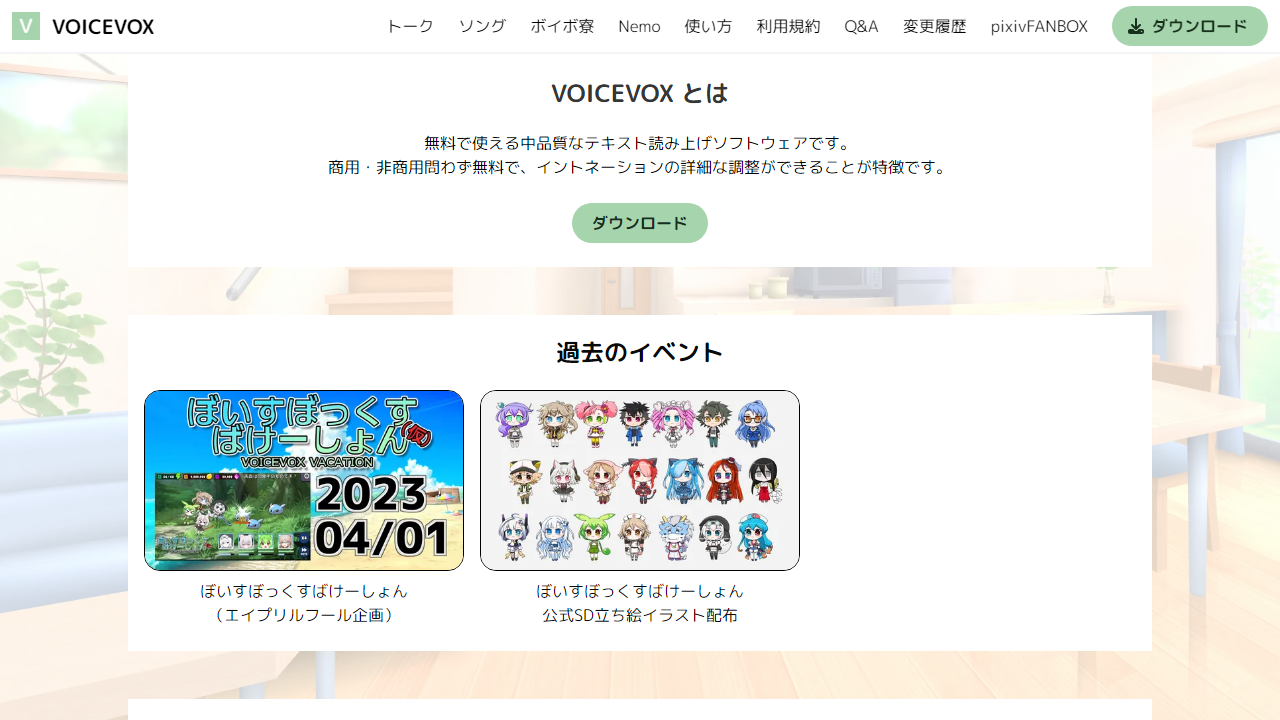 V VOICEVOX トーク ソング ボイボ寮 Nemo 使い方 利用規約 Q&A 変更履歴 pixivFANBOX ダウンロード
VOICEVOX とは
無料で使える中品質なテキスト読み上げソフトウェアです。
商用・非商用問わず無料で、イントネーションの詳細な調整ができることが特徴です。
ダウンロード
過去のイベント
ぼいすぼっくす
ばけーしょん(仮)
VOICEVOX VACATION
2023
04/01
ぼいすぼっくすばけーしょん
（エイプリルフール企画）
ぼいすぼっくすばけーしょん
公式SD立ち絵イラスト配布